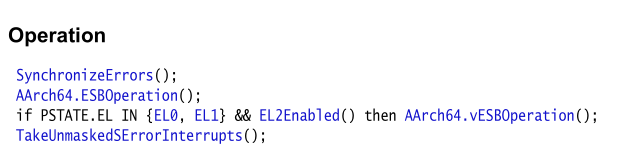 Operation
SynchronizeErrors();
AArch64.ESBOperation();
if PSTATE.EL IN {EL0, EL1} && EL2Enabled() then AArch64.vESBOperation();
TakeUnmaskedSErrorInterrupts();